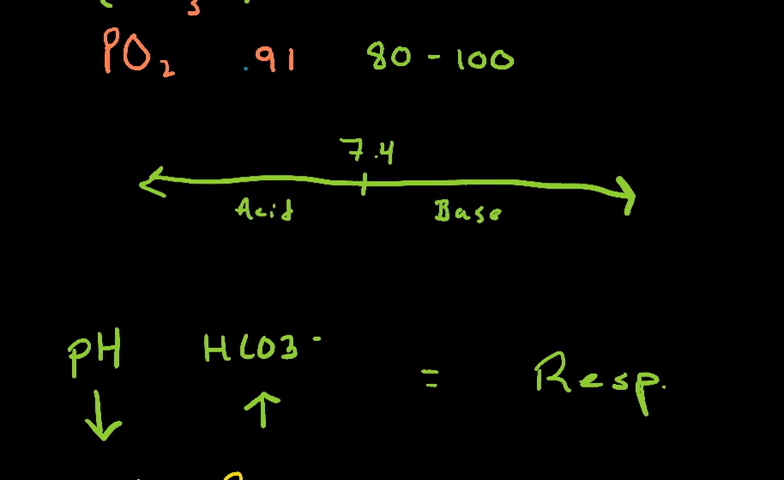 PO2 .91 80 - 100
7.4
Acid Base
pH HCO3- = Resp.